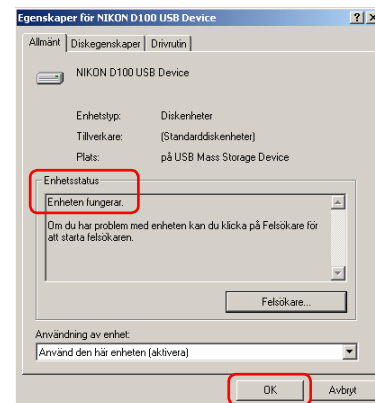 Egenskaper för NIKON D100 USB Device
Allmänt Diskegenskaper Drivrutin
NIKON D100 USB Device
Enhetstyp: Diskenheter
Tillverkare: (Standarddiskenheter)
Plats: på USB Mass Storage Device
Enhetsstatus
Enheten fungerar.
Om du har problem med enheten kan du klicka på Felsökare för
att starta felsökaren.
Felsökare...
Användning av enhet:
Använd den här enheten (aktivera)
OK Avbryt